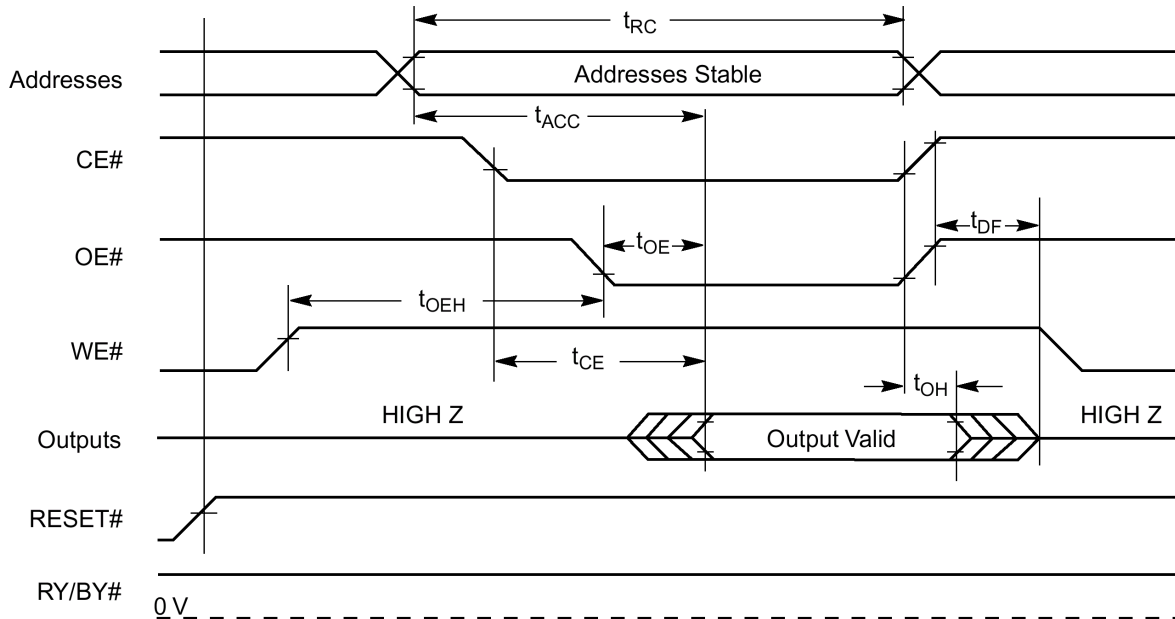 tRC
Addresses
Addresses Stable
tACC
CE#
tDF
OE#
tOE
tOEH
WE#
tCE
tOH
HIGH Z
HIGH Z
Outputs
Output Valid
RESET#
RY/BY#
0 V